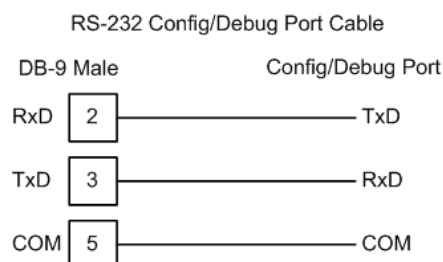 RS-232 Config/Debug Port Cable
DB-9 Male Config/Debug Port
RxD 2 TxD
TxD 3 RxD
COM 5 COM